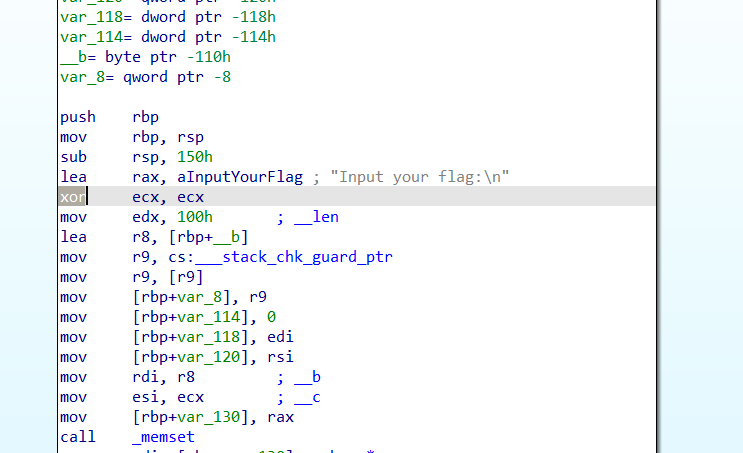 var_120= qword ptr -120h
var_118= dword ptr -118h
var_114= dword ptr -114h
__b= byte ptr -110h
var_8= qword ptr -8
push rbp
mov rbp, rsp
sub rsp, 150h
lea rax, aInputYourFlag ; "Input your flag:\n"
xor ecx, ecx
mov edx, 100h ; __len
lea r8, [rbp+__b]
mov r9, cs:___stack_chk_guard_ptr
mov r9, [r9]
mov [rbp+var_8], r9
mov [rbp+var_114], 0
mov [rbp+var_118], edi
mov [rbp+var_120], rsi
mov rdi, r8 ; __b
mov esi, ecx ; __c
mov [rbp+var_130], rax
call _memset